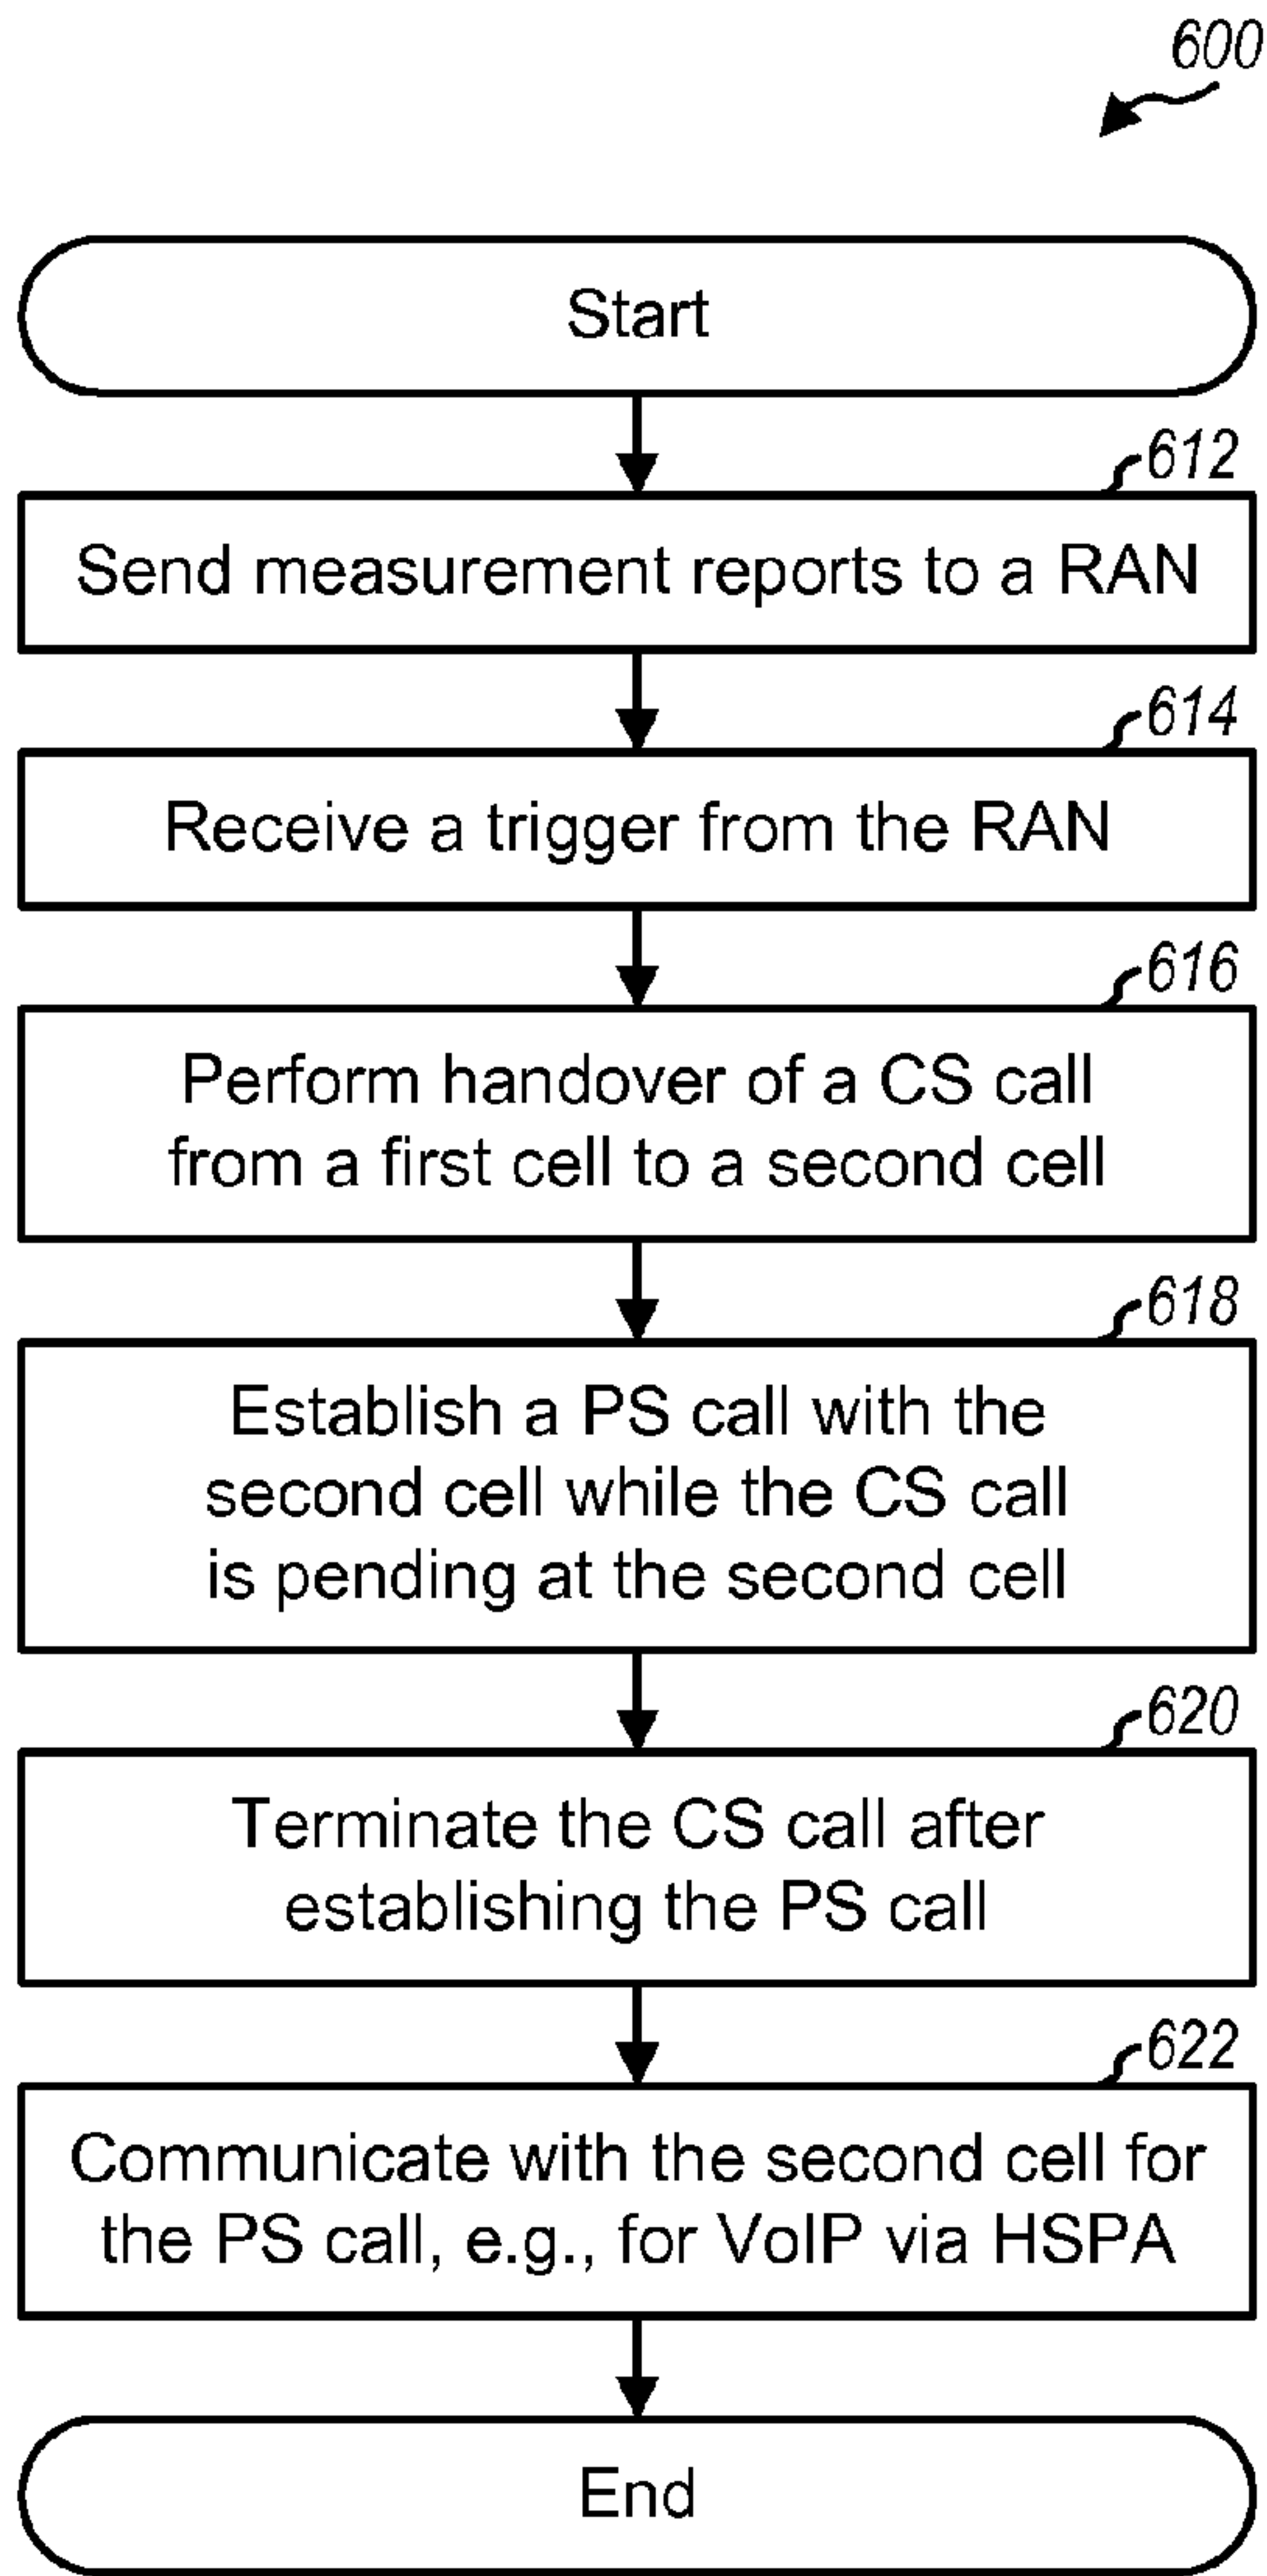 600
Start
612
Send measurement reports to a RAN
614
Receive a trigger from the RAN
616
Perform handover of a CS call
from a first cell to a second cell
618
Establish a PS call with the
second cell while the CS call
is pending at the second cell
620
Terminate the CS call after
establishing the PS call
622
Communicate with the second cell for
the PS call, e.g., for VoIP via HSPA
End